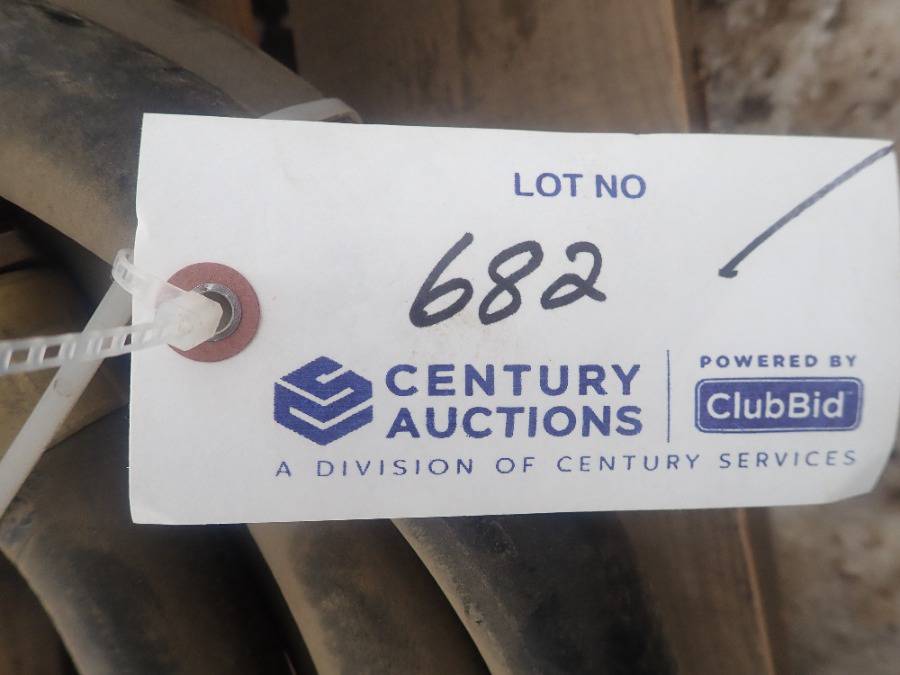 LOT NO
682
CENTURY
AUCTIONS
POWERED BY
ClubBid
A DIVISION OF CENTURY SERVICES